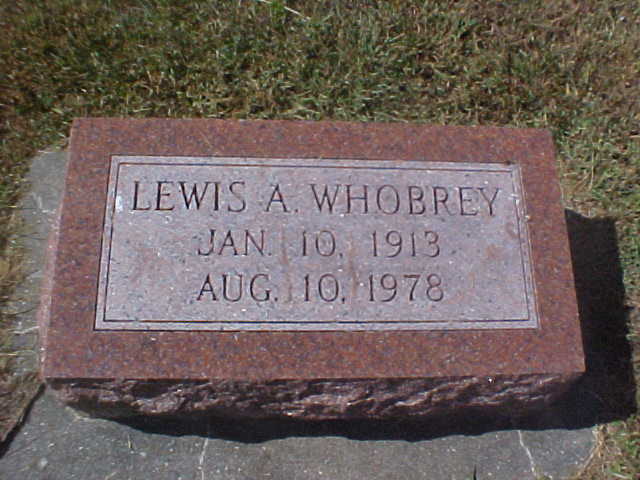 LEWIS A. WHOBREY
JAN. 10, 1913
AUG. 10, 1978